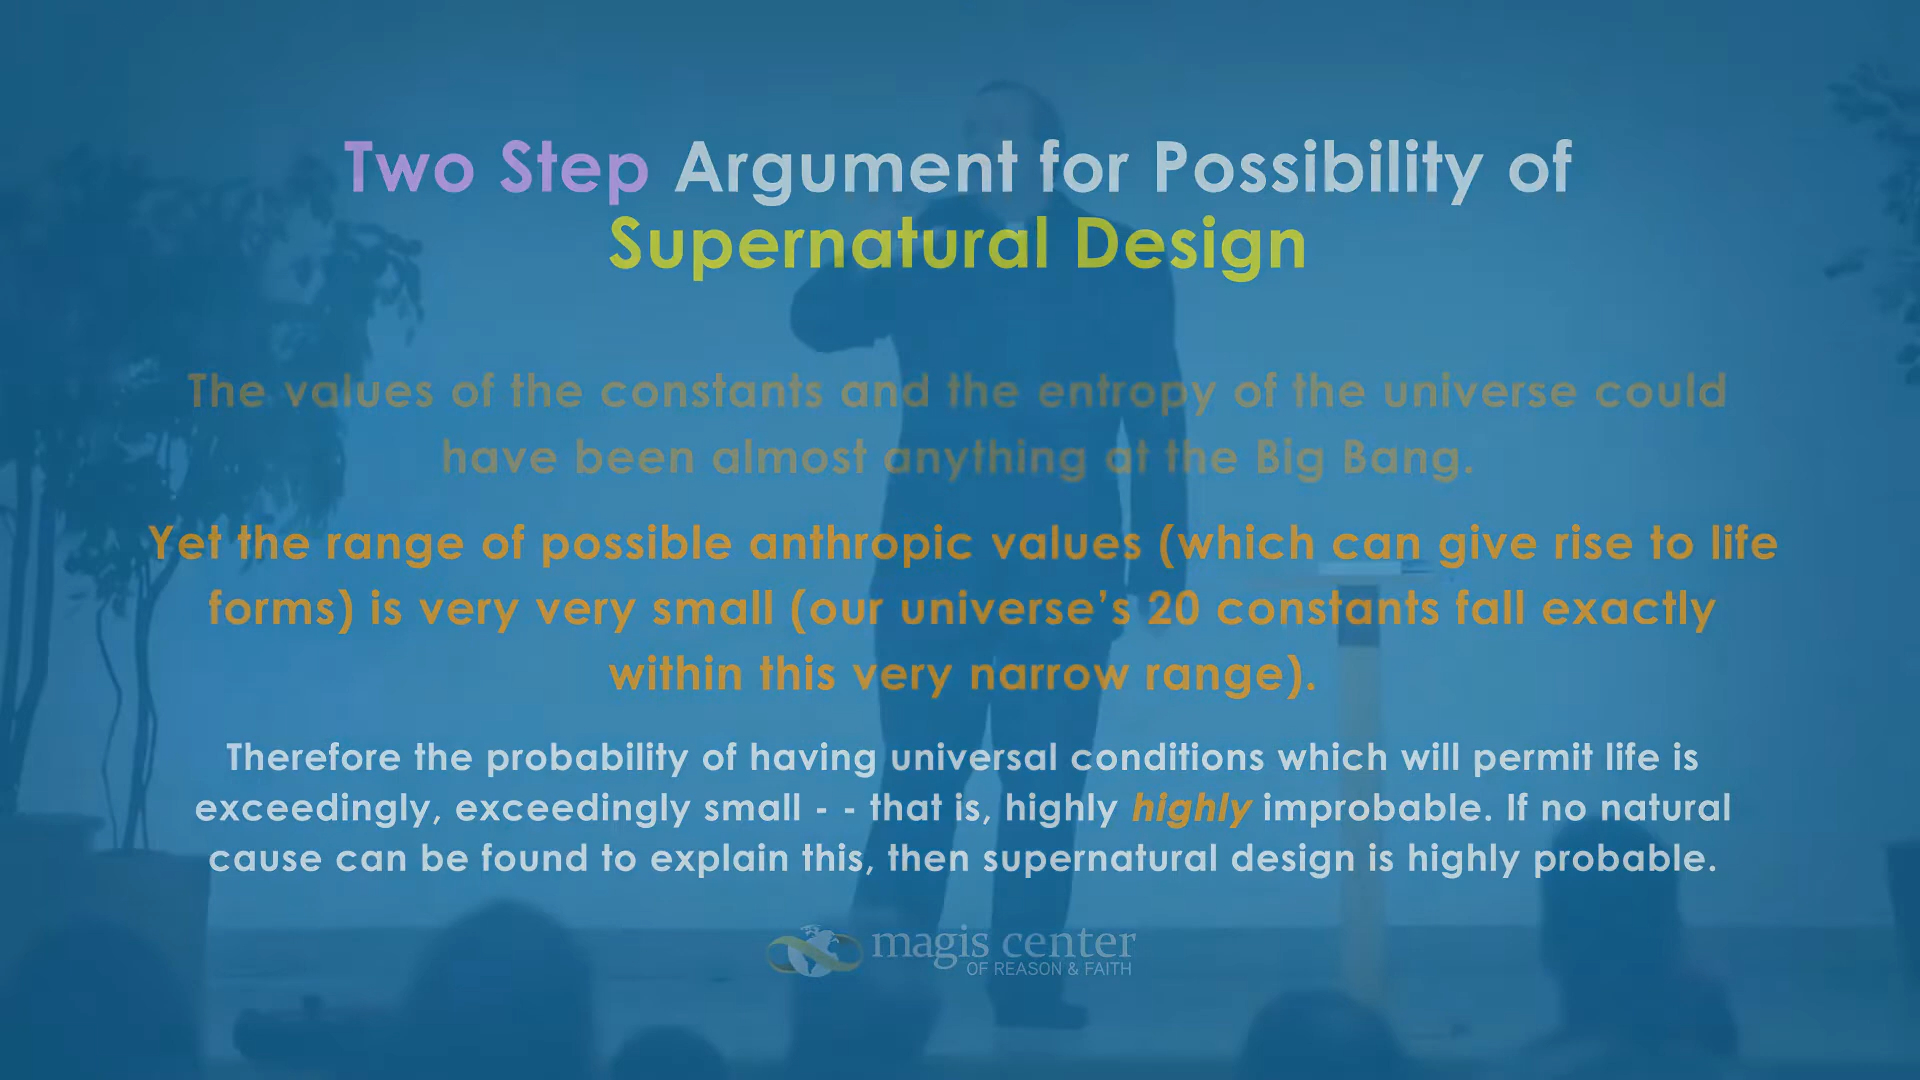 Two Step Argument for Possibility of
Supernatural Design
The values of the constants and the entropy of the universe could
have been almost anything at the Big Bang.
Yet the range of possible anthropic values (which can give rise to life
forms) is very very small (our universe’s 20 constants fall exactly
within this very narrow range).
Therefore the probability of having universal conditions which will permit life is
exceedingly, exceedingly small - - that is, highly highly improbable. If no natural
cause can be found to explain this, then supernatural design is highly probable.
magis center
OF REASON & FAITH